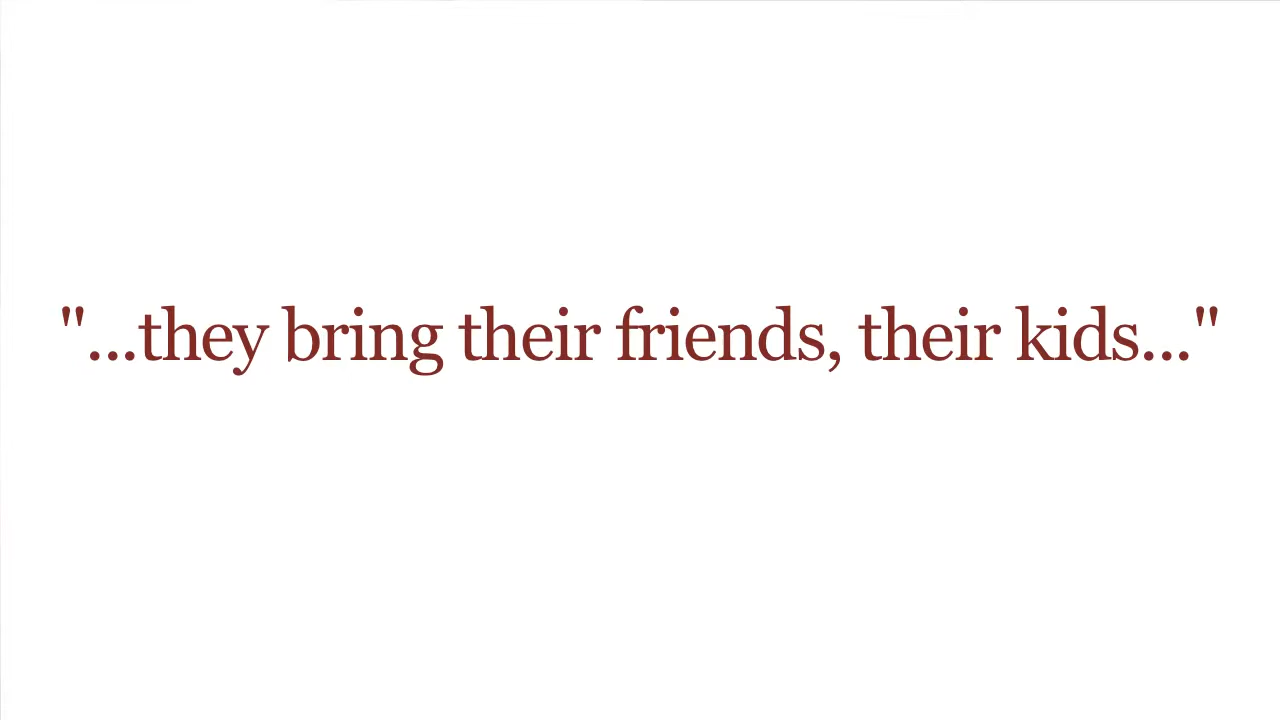 "...they bring their friends, their kids..."